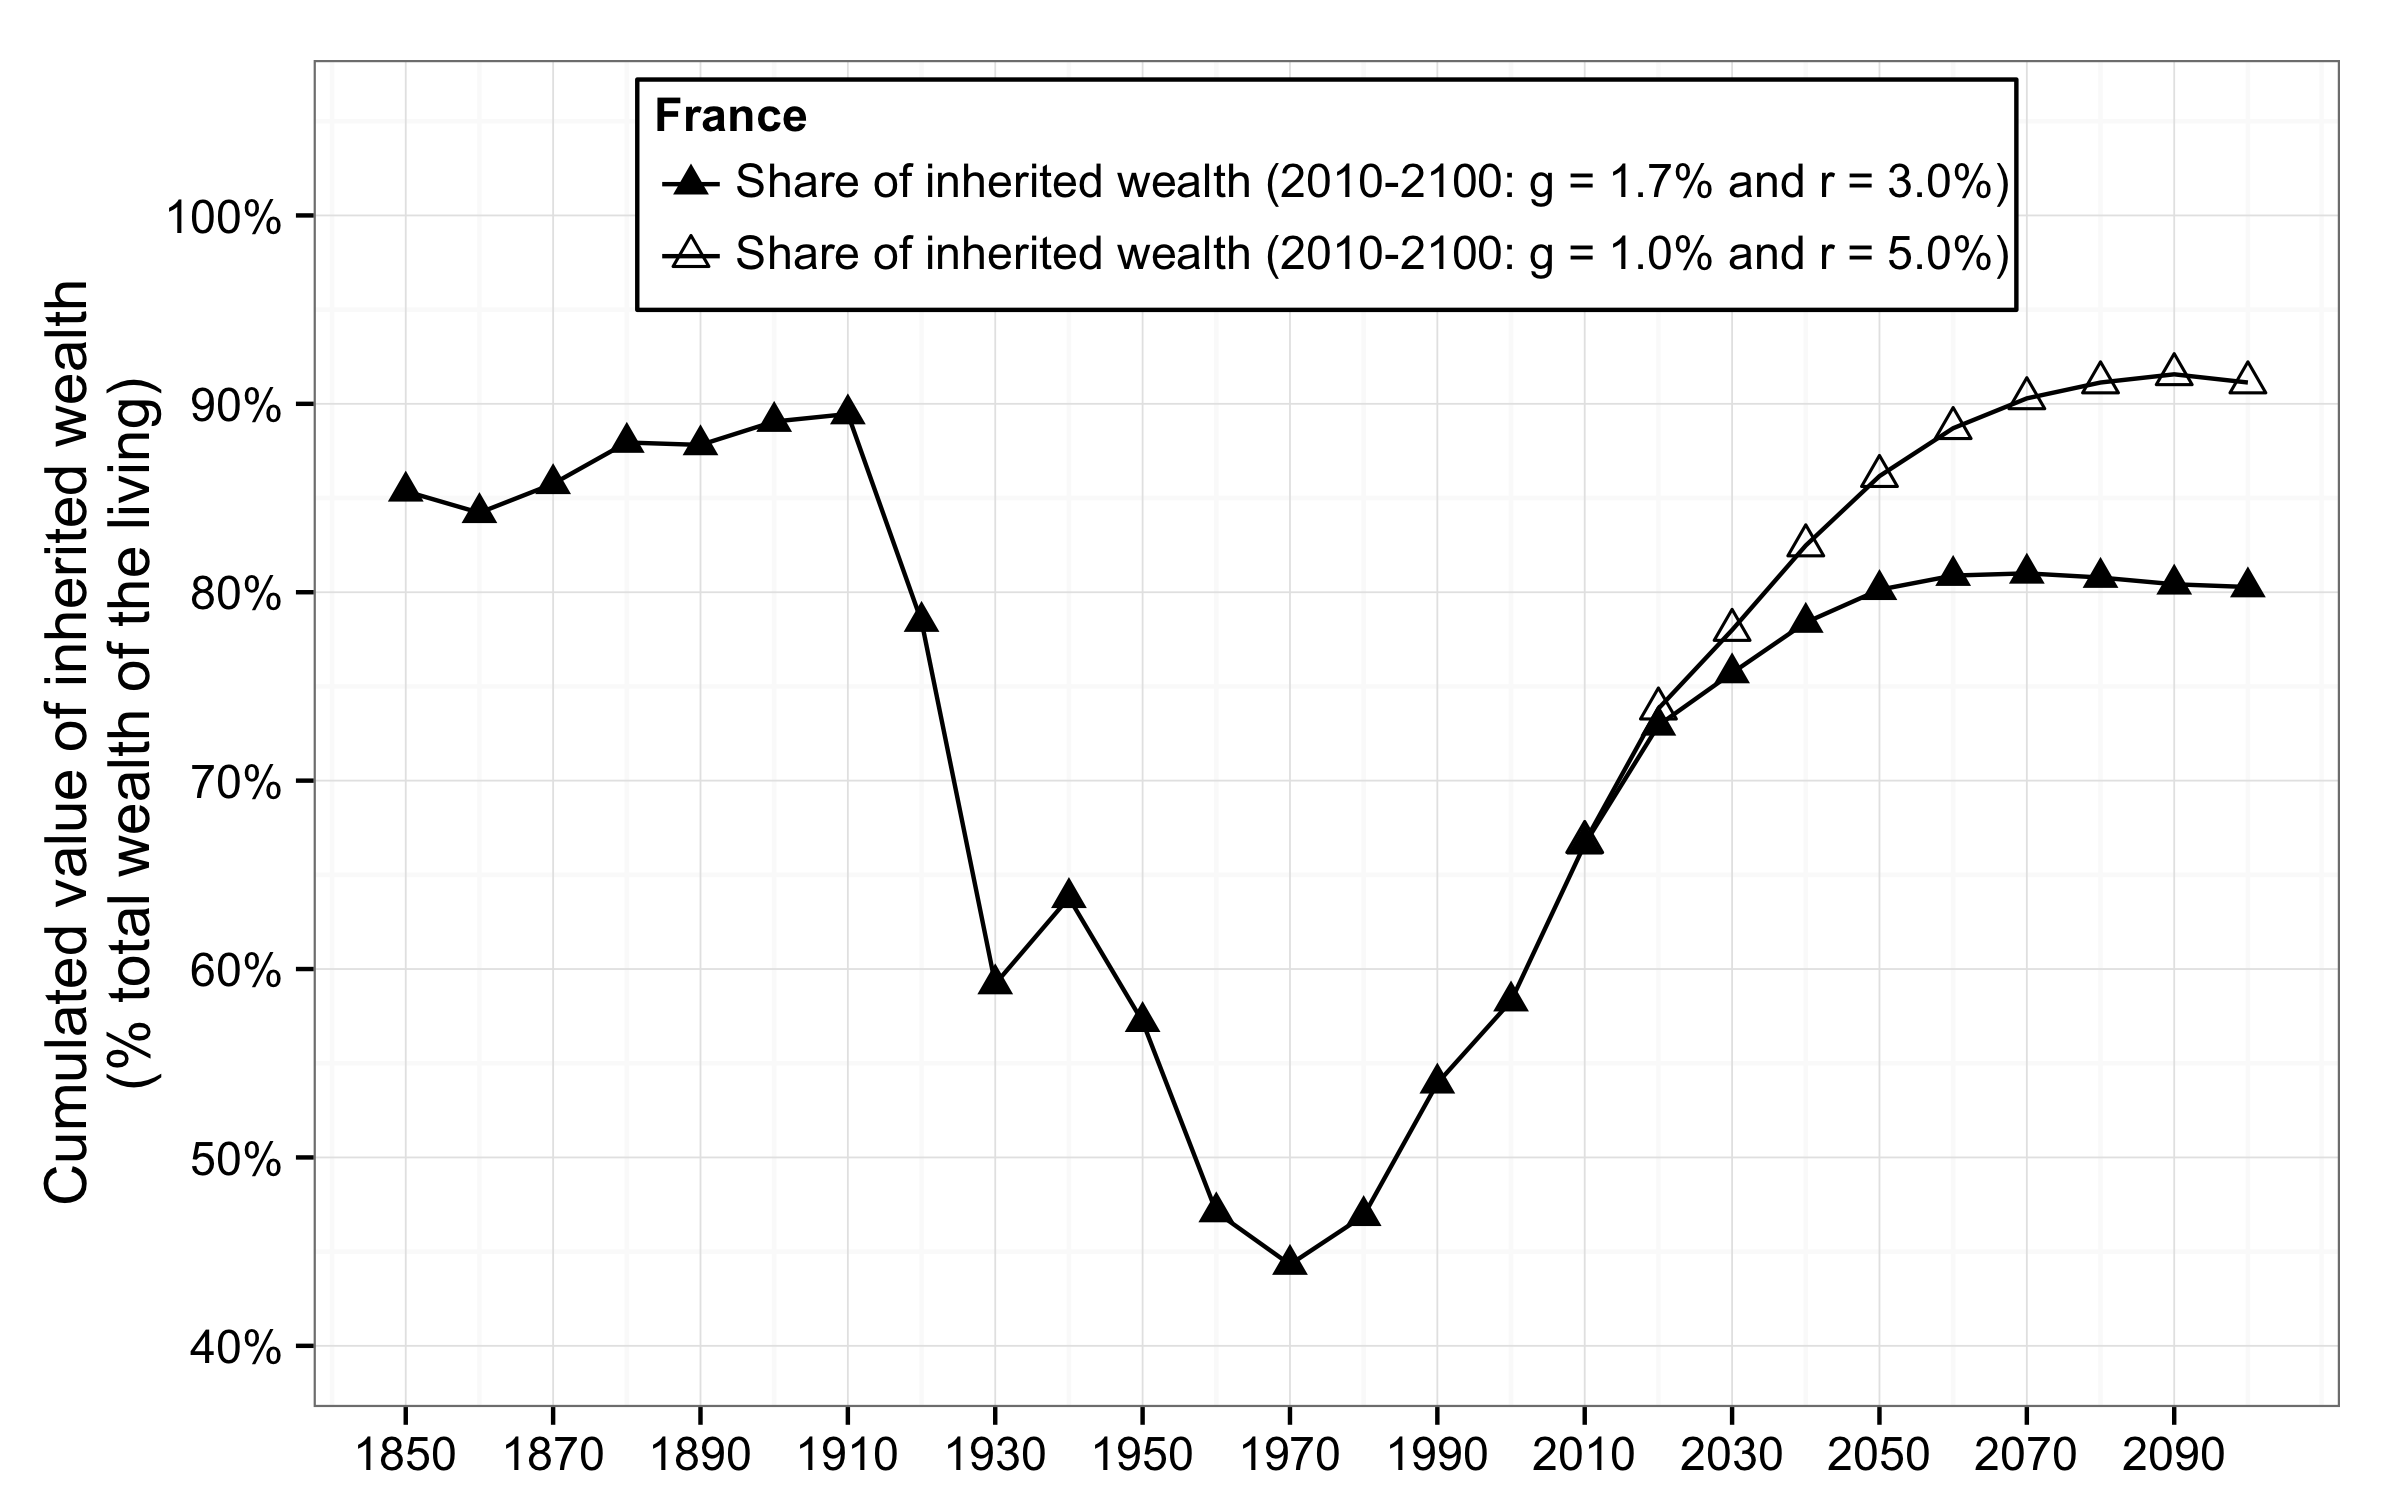 France
Share of inherited wealth (2010-2100: g = 1.7% and r = 3.0%)
Share of inherited wealth (2010-2100: g = 1.0% and r = 5.0%)
Cumulated value of inherited wealth
(% total wealth of the living)
100%
90%
80%
70%
60%
50%
40%
1850 1870 1890 1910 1930 1950 1970 1990 2010 2030 2050 2070 2090